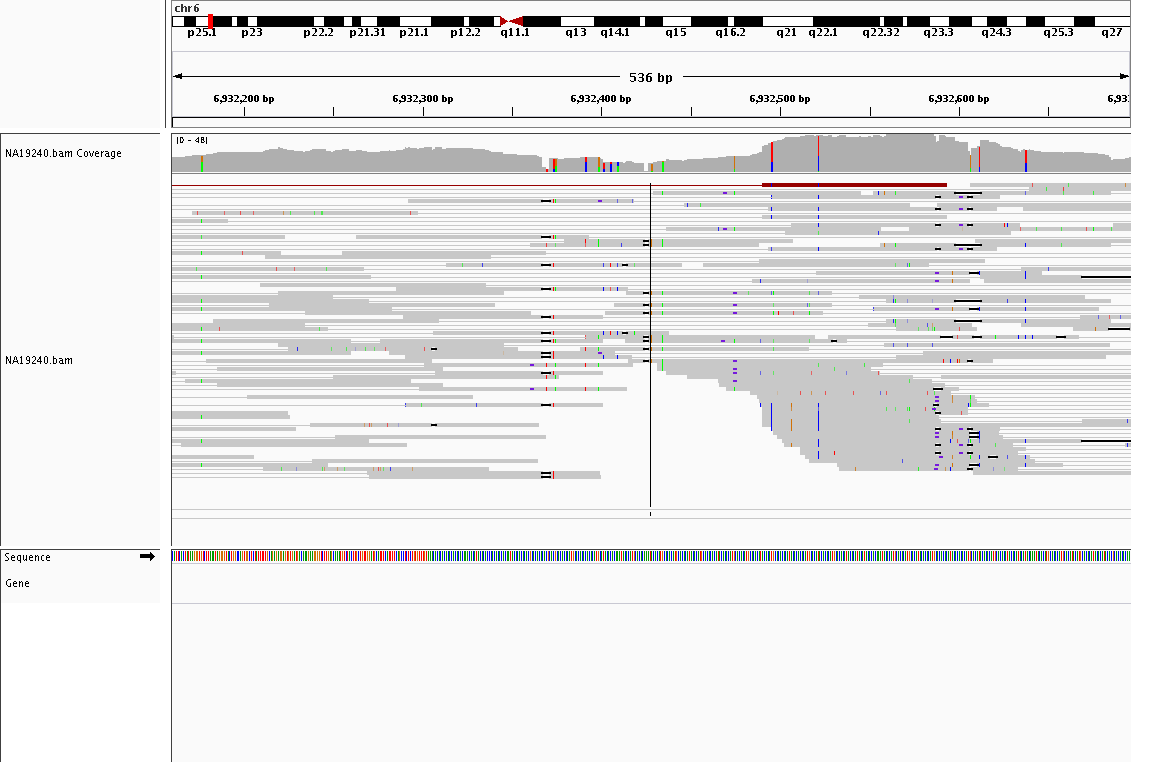 chr6
p25.1 p23 p22.2 p21.31 p21.1 p12.2 q11.1 q13 q14.1 q15 q16.2 q21 q22.1 q22.32 q23.3 q24.3 q25.3 q27
536 bp
6,932,200 bp 6,932,300 bp 6,932,400 bp 6,932,500 bp 6,932,600 bp 6,93
NA19240.bam Coverage
[0 - 48]
NA19240.bam
Sequence
Gene